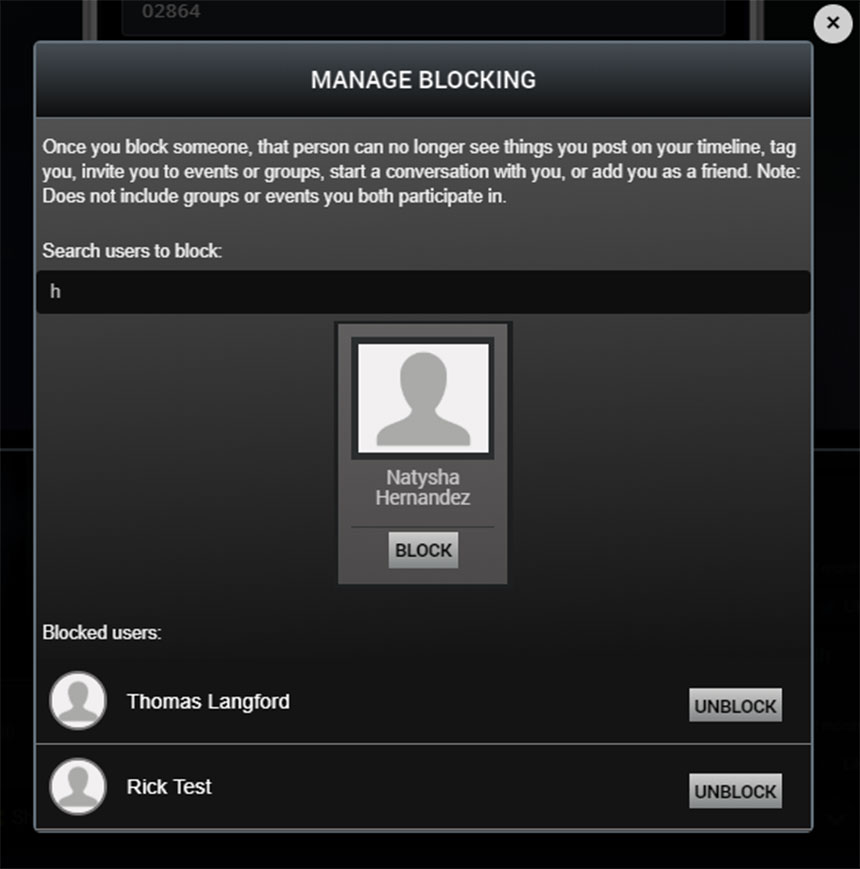 02864
×
MANAGE BLOCKING
Once you block someone, that person can no longer see things you post on your timeline, tag
you, invite you to events or groups, start a conversation with you, or add you as a friend. Note:
Does not include groups or events you both participate in.
Search users to block:
h
Natysha
Hernandez
BLOCK
Blocked users:
Thomas Langford
UNBLOCK
Rick Test
UNBLOCK